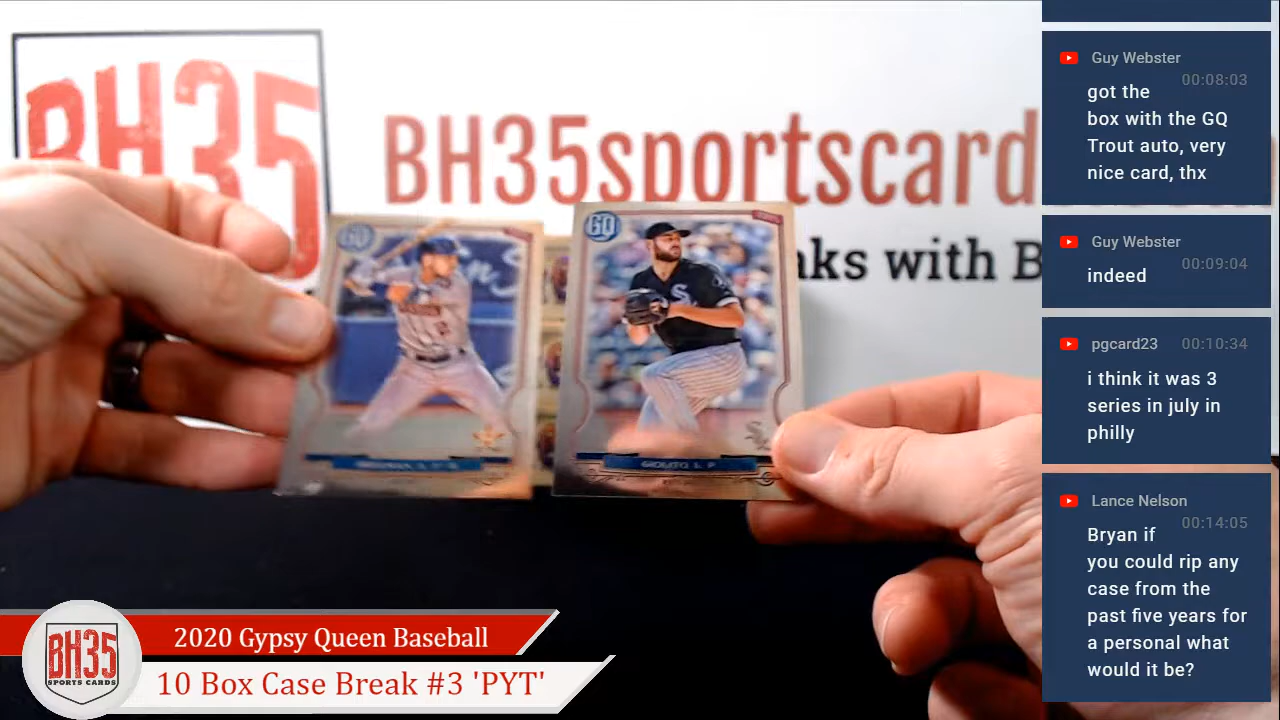 BH35
BH35sportscard
aks with B
GQ
GQ
GIOLITO S. P
2020 Gypsy Queen Baseball
10 Box Case Break #3 'PYT'
BH35
SPORTS CARDS
Guy Webster
00:08:03
got the
box with the GQ
Trout auto, very
nice card, thx
Guy Webster
00:09:04
indeed
pgcard23 00:10:34
i think it was 3
series in july in
philly
Lance Nelson
00:14:05
Bryan if
you could rip any
case from the
past five years for
a personal what
would it be?